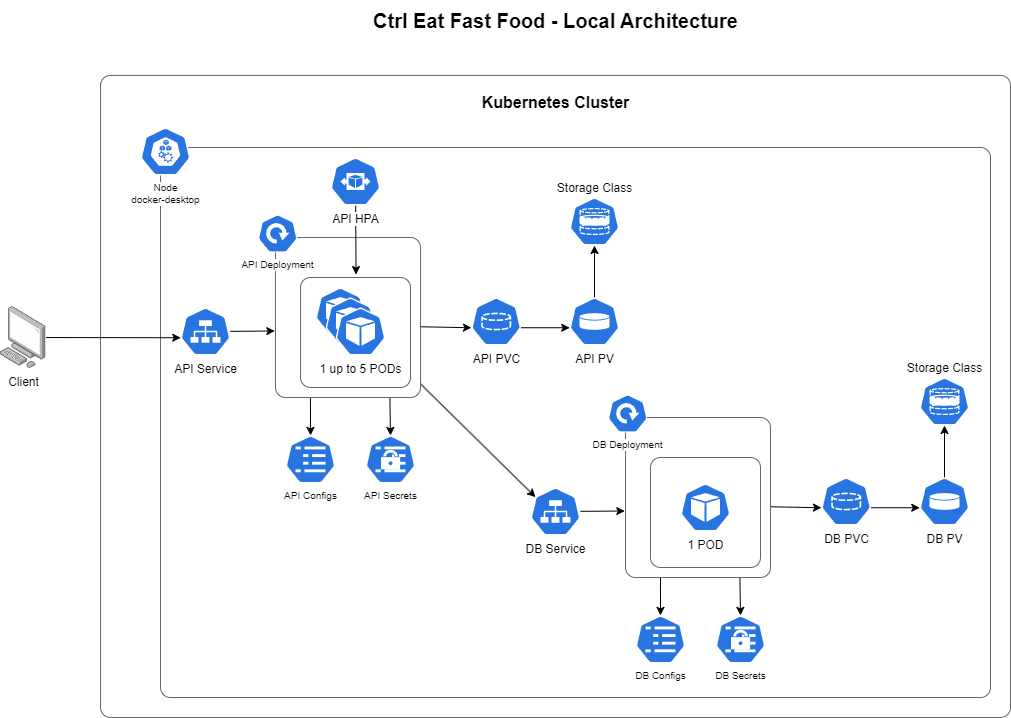 Ctrl Eat Fast Food - Local Architecture
Kubernetes Cluster
Node
docker-desktop
API HPA
Storage Class
API Deployment
Client
API Service
1 up to 5 PODs
API PVC
API PV
Storage Class
API Configs
API Secrets
DB Deployment
DB Service
1 POD
DB PVC
DB PV
DB Configs
DB Secrets